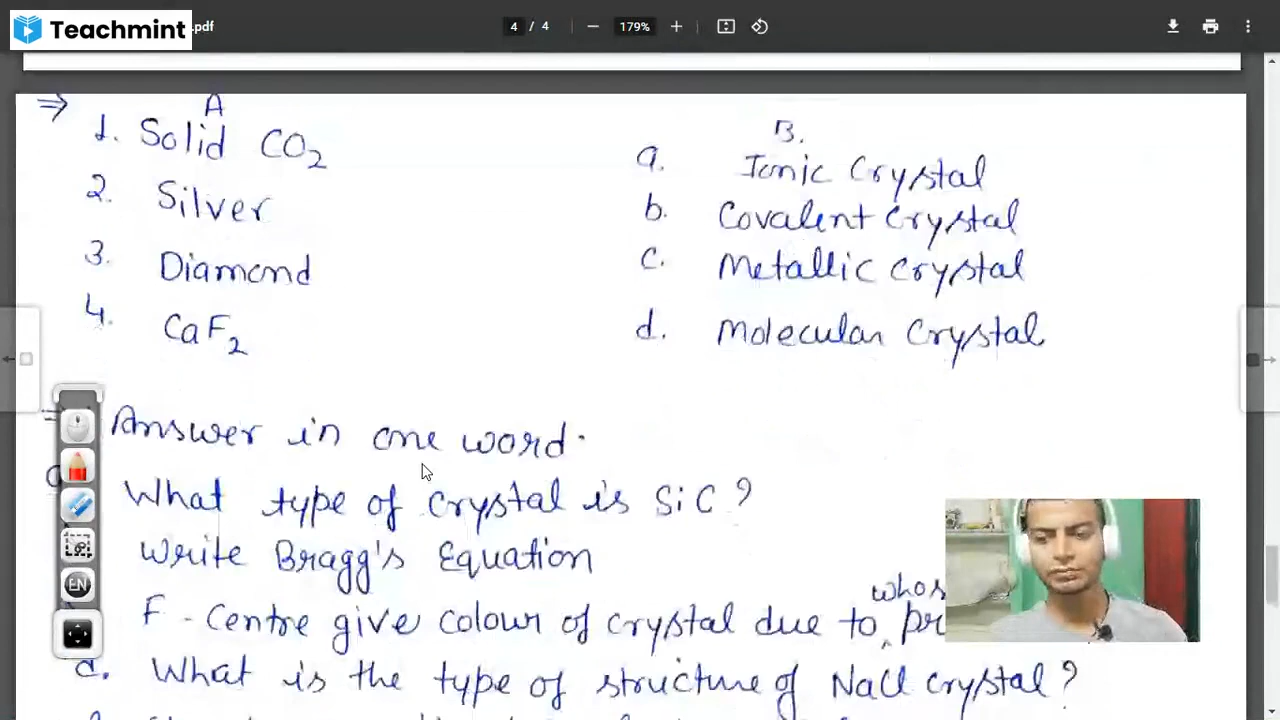 Teachmint
.pdf
4 / 4
179%
⇒ A
1. Solid CO₂
2. Silver
3. Diamond
4. CaF₂
B.
a. Ionic Crystal
b. Covalent Crystal
c. Metallic Crystal
d. Molecular Crystal
Answer in one word.
What type of crystal is SiC?
Write Bragg's Equation
whos
F - Centre give colour of crystal due to pr
EN
d. What is the type of structure of NaCl crystal?